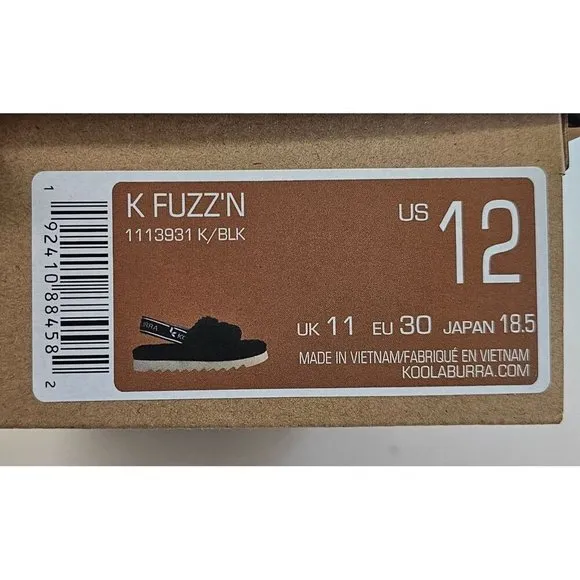 K FUZZ'N
1113931 K/BLK
US 12
UK 11 EU 30 JAPAN 18.5
MADE IN VIETNAM/FABRIQUÉ EN VIETNAM
KOOLABURRA.COM
1 92410 88458 2
RRA